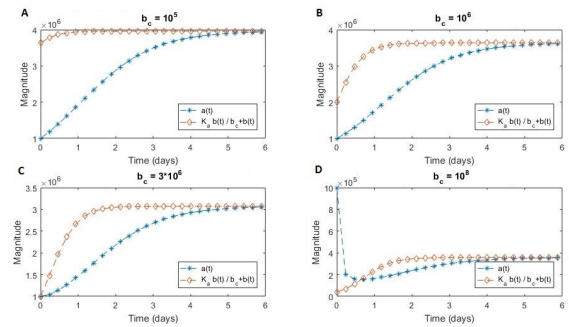 A
b_c = 10^5
× 10^6
4
3
2
1
Magnitude
0 1 2 3 4 5 6
Time (days)
a(t)
K_a b(t) / b_c+b(t)
B
b_c = 10^6
× 10^6
4
3
2
1
Magnitude
0 1 2 3 4 5 6
Time (days)
a(t)
K_a b(t) / b_c+b(t)
C
b_c = 3*10^6
× 10^6
3.5
3
2.5
2
1.5
1
Magnitude
0 1 2 3 4 5 6
Time (days)
a(t)
K_a b(t) / b_c+b(t)
D
b_c = 10^8
× 10^5
10
8
6
4
2
0
Magnitude
0 1 2 3 4 5 6
Time (days)
a(t)
K_a b(t) / b_c+b(t)